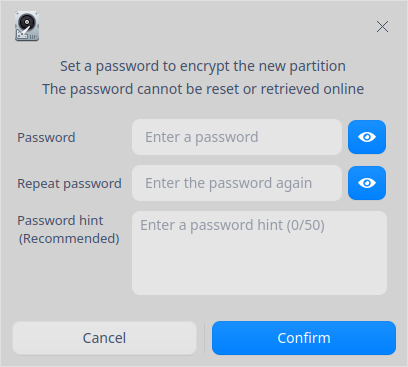 Set a password to encrypt the new partition
The password cannot be reset or retrieved online
Password
Enter a password
Repeat password
Enter the password again
Password hint
(Recommended)
Enter a password hint (0/50)
Cancel
Confirm